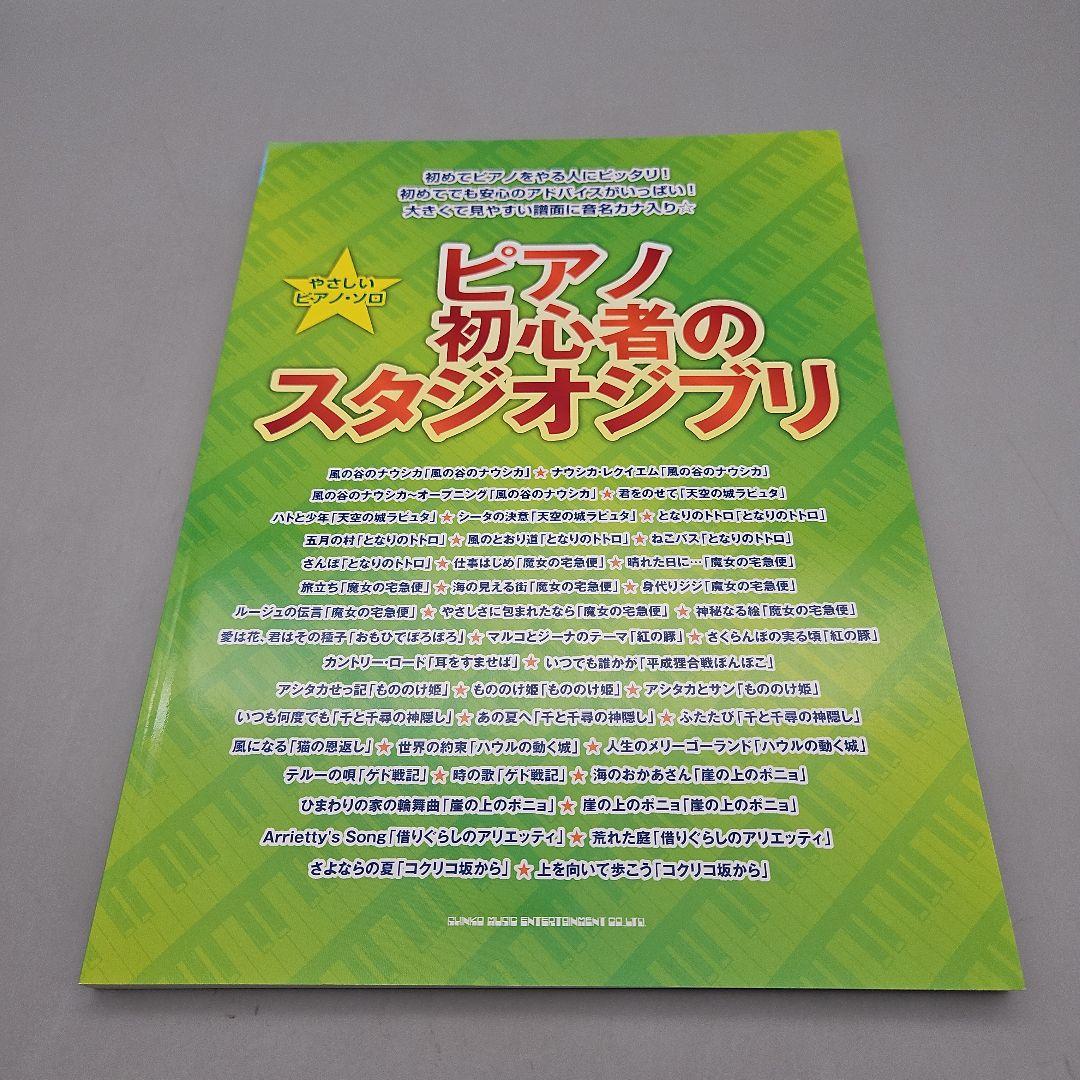 初めてピアノをやる人にピッタリ!
初めてでも安心のアドバイスがいっぱい!
大きくて見やすい譜面に音名カナ入り☆
やさしい
ピアノ・ソロ
ピアノ
初心者の
スタジオジブリ
風の谷のナウシカ「風の谷のナウシカ」★ナウシカ・レクイエム「風の谷のナウシカ」
風の谷のナウシカ〜オープニング「風の谷のナウシカ」★君をのせて「天空の城ラピュタ」
ハトと少年「天空の城ラピュタ」★シータの決意「天空の城ラピュタ」★となりのトトロ「となりのトトロ」
五月の村「となりのトトロ」★風のとおり道「となりのトトロ」★ねこバス「となりのトトロ」
さんぽ「となりのトトロ」★仕事はじめ「魔女の宅急便」★晴れた日に…「魔女の宅急便」
旅立ち「魔女の宅急便」★海の見える街「魔女の宅急便」★身代りジジ「魔女の宅急便」
ルージュの伝言「魔女の宅急便」★やさしさに包まれたなら「魔女の宅急便」★神秘なる絵「魔女の宅急便」
愛は花、君はその種子「おもひでぽろぽろ」★マルコとジーナのテーマ「紅の豚」★さくらんぼの実る頃「紅の豚」
カントリー・ロード「耳をすませば」★いつでも誰かが「平成狸合戦ぽんぽこ」
アシタカせっ記「もののけ姫」★もののけ姫「もののけ姫」★アシタカとサン「もののけ姫」
いつも何度でも「千と千尋の神隠し」★あの夏へ「千と千尋の神隠し」★ふたたび「千と千尋の神隠し」
風になる「猫の恩返し」★世界の約束「ハウルの動く城」★人生のメリーゴーランド「ハウルの動く城」
テルーの唄「ゲド戦記」★時の歌「ゲド戦記」★海のおかあさん「崖の上のポニョ」
ひまわりの家の輪舞曲「崖の上のポニョ」★崖の上のポニョ「崖の上のポニョ」
Arrietty's Song「借りぐらしのアリエッティ」★荒れた庭「借りぐらしのアリエッティ」
さよならの夏「コクリコ坂から」★上を向いて歩こう「コクリコ坂から」
SHINKO MUSIC ENTERTAINMENT CO.,LTD.